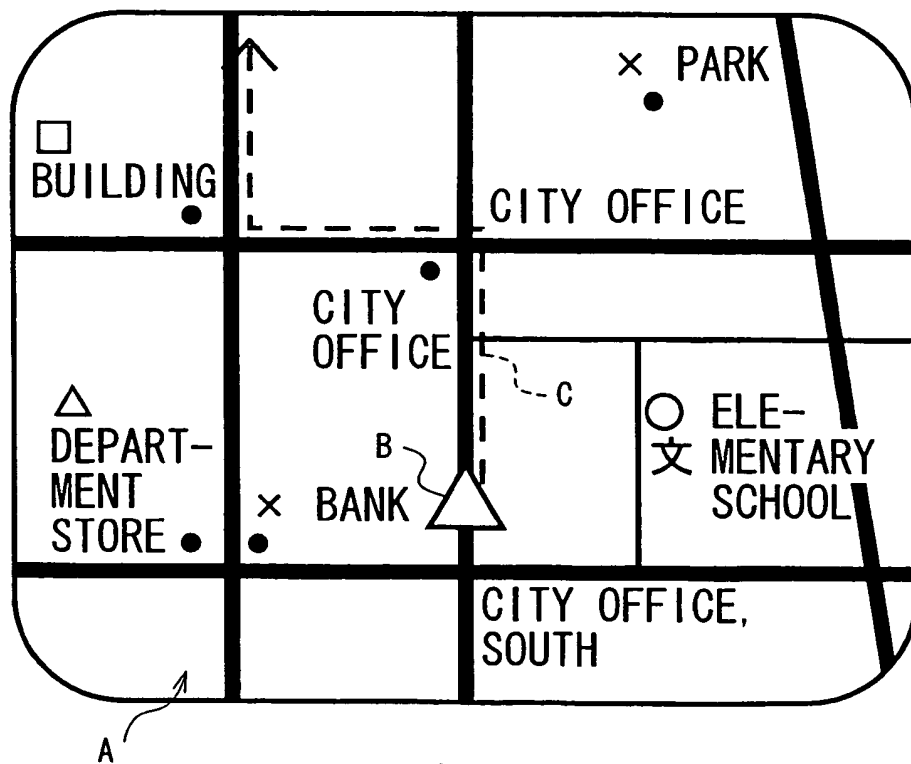 × PARK
□
BUILDING
CITY OFFICE
CITY
OFFICE
C
△
DEPART-
MENT
STORE
B
× BANK
○ ELE-
文 MENTARY
SCHOOL
CITY OFFICE,
SOUTH
A